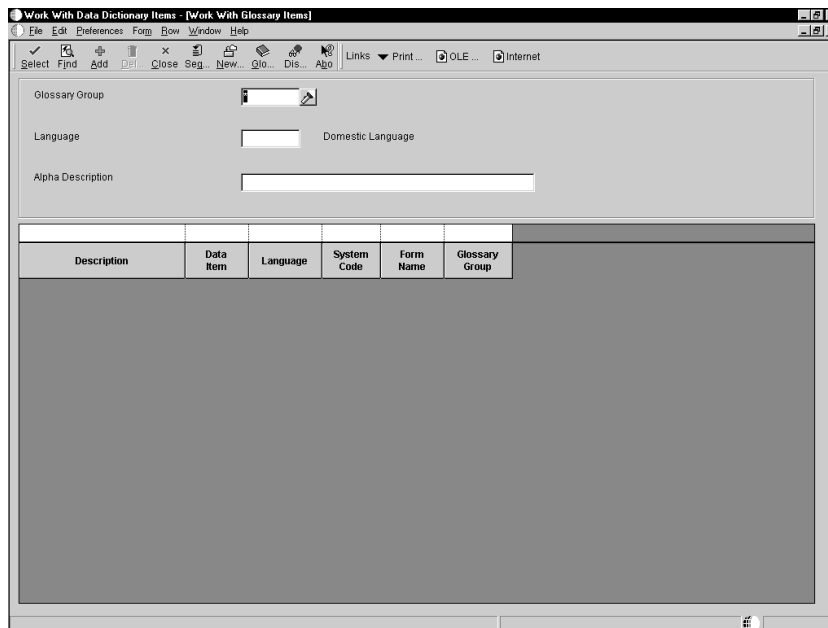 Work With Data Dictionary Items - [Work With Glossary Items]
File Edit Preferences Form Row Window Help
Select Find Add Del... Close Seg... New... Glo... Dis... Abo Links Print ... OLE ... Internet
Glossary Group *
Language Domestic Language
Alpha Description
Description Data Item Language System Code Form Name Glossary Group